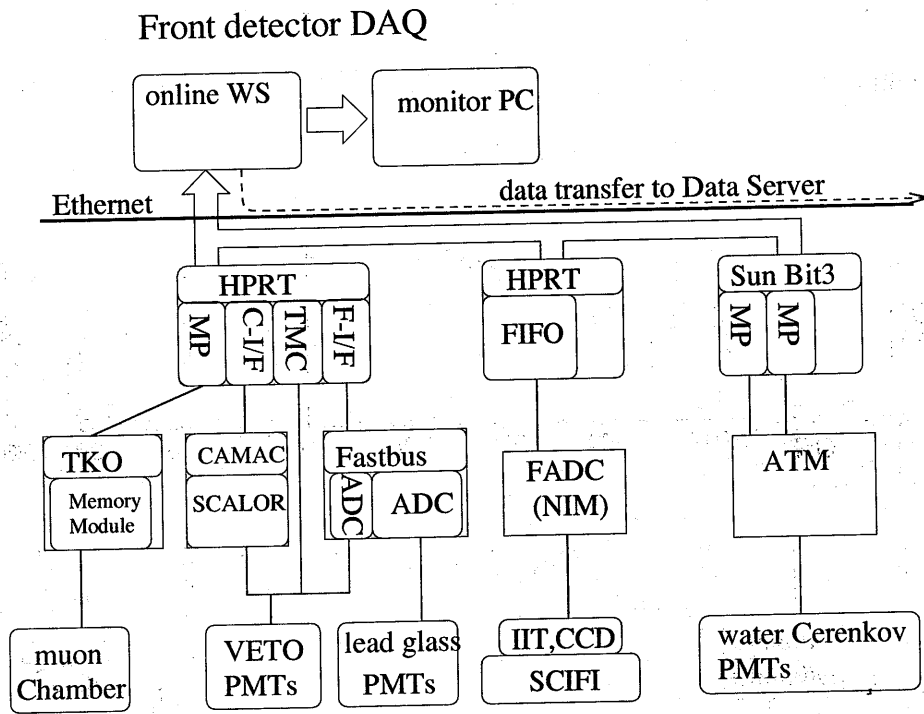 Front detector DAQ
online WS
monitor PC
Ethernet
data transfer to Data Server
HPRT
MP
C-I/F
TMC
F-I/F
HPRT
FIFO
Sun Bit3
MP
MP
TKO
Memory
Module
CAMAC
SCALOR
Fastbus
ADC
ADC
FADC
(NIM)
ATM
muon
Chamber
VETO
PMTs
lead glass
PMTs
IIT,CCD
SCIFI
water Cerenkov
PMTs